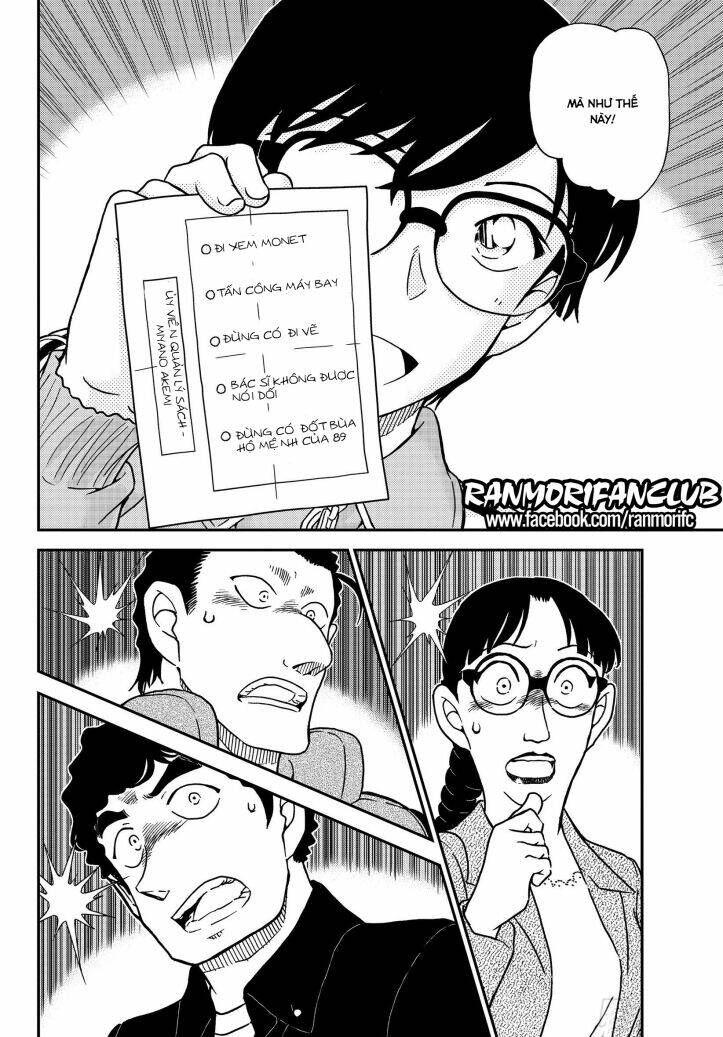 MÀ NHƯ THẾ
NÀY!
ĐI XEM MONET
TẤN CÔNG MÁY BAY
ĐỪNG CÓ ĐI VẼ
BÁC SĨ KHÔNG ĐƯỢC
NÓI DỐI
ĐỪNG CÓ ĐỐT BÙA
HỘ MỆNH CỦA 89
ỦY VIÊN QUẢN LÝ SÁCH -
MIYANO AKEMI
RANMORIFANCLUB
www.facebook.com/ranmorifc